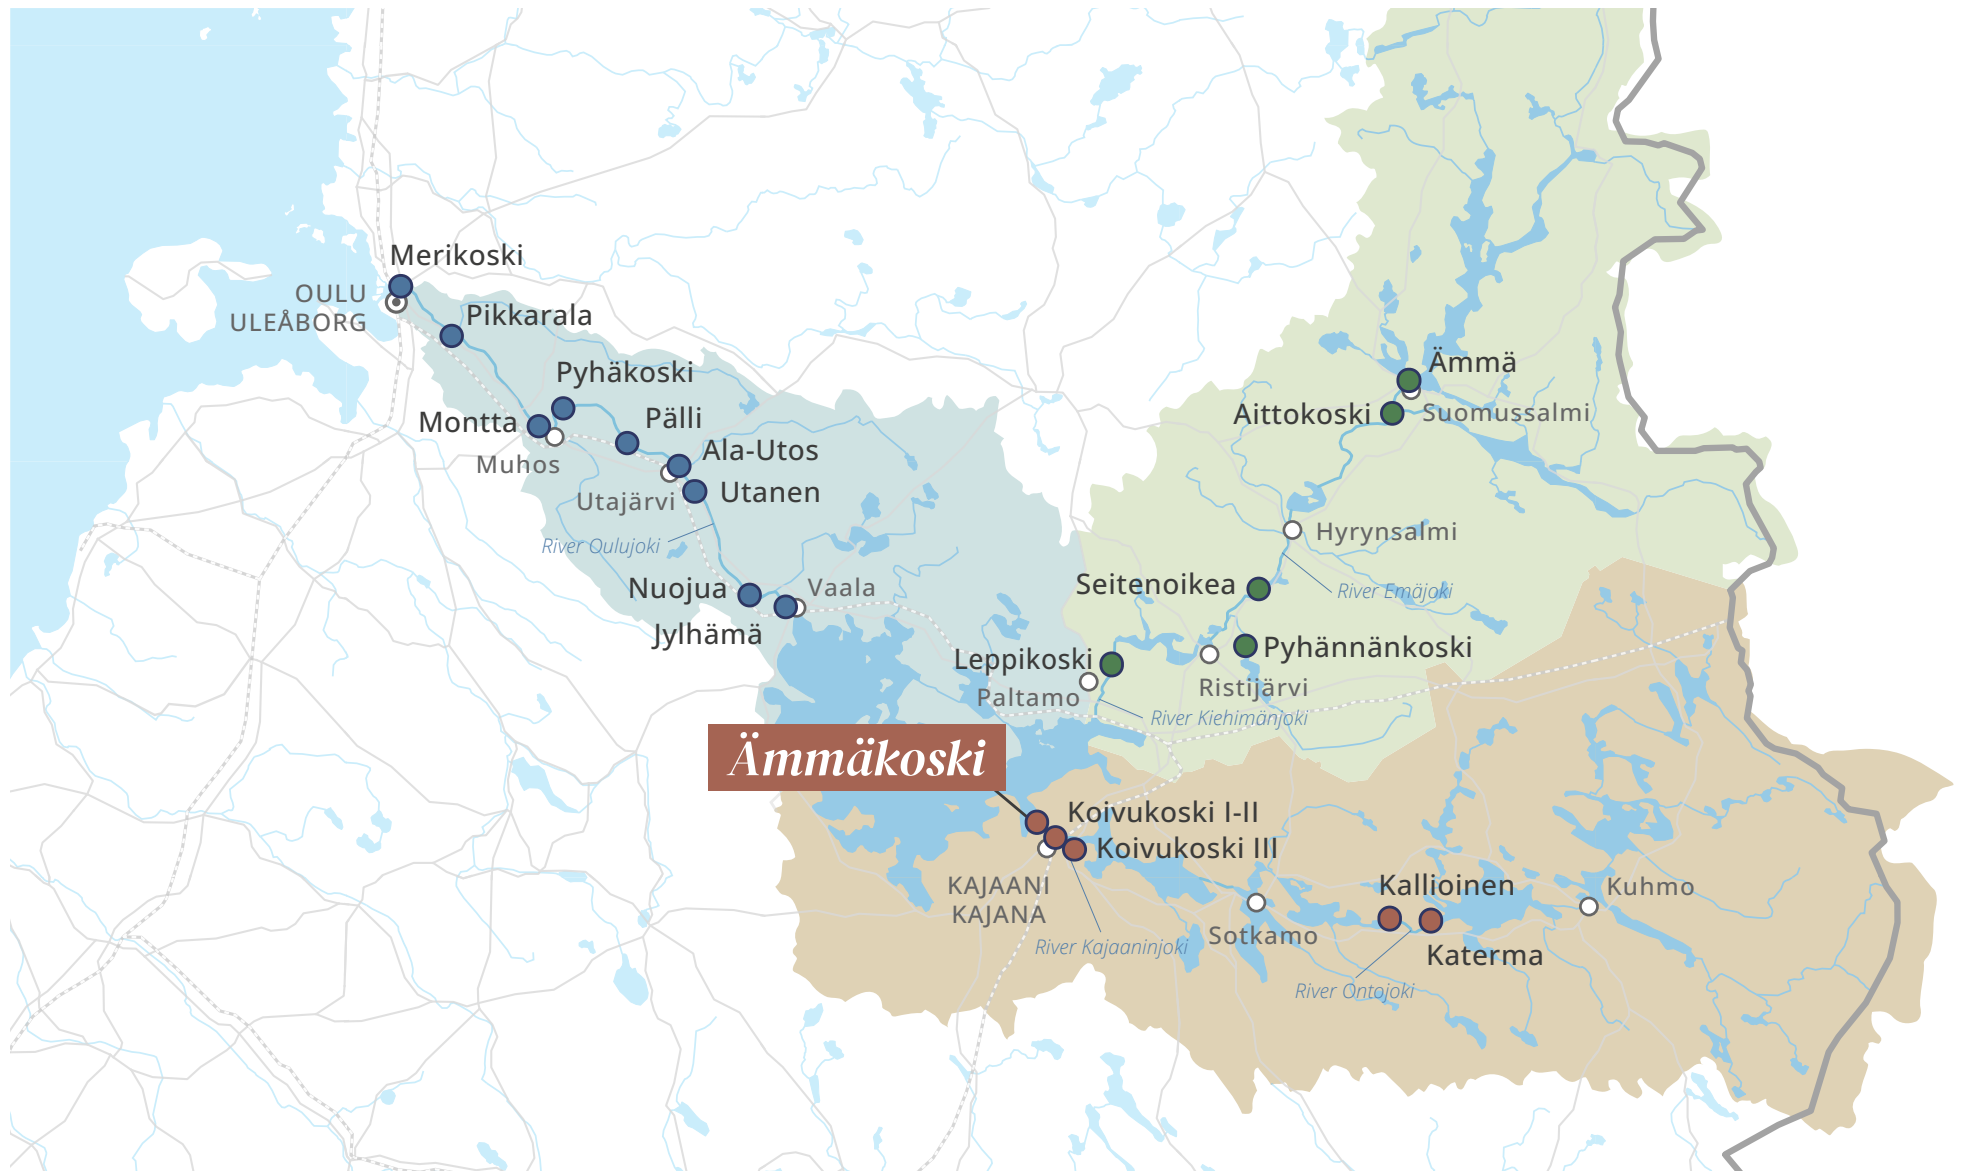 Merikoski
OULU
ULEÅBORG
Pikkarala
Pyhäkoski
Montta
Pälli
Muhos
Ala-Utos
Utajärvi
Utanen
River Oulujoki
Nuojua
Vaala
Jylhämä
Ämmä
Aittokoski
Suomussalmi
Hyrynsalmi
Seitenoikea
River Emäjoki
Pyhännänkoski
Leppikoski
Paltamo
Ristijärvi
River Kiehimänjoki
Ämmäkoski
Koivukoski I-II
Koivukoski III
KAJAANI
KAJANA
River Kajaaninjoki
Sotkamo
Kallioinen
Kuhmo
Katerma
River Ontojoki